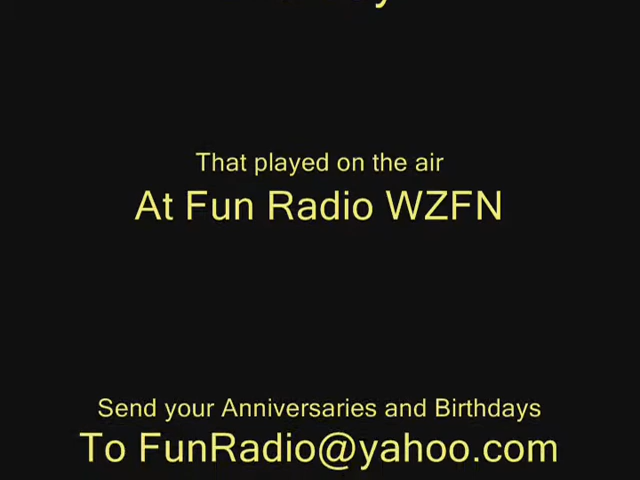 That played on the air
At Fun Radio WZFN
Send your Anniversaries and Birthdays
To FunRadio@yahoo.com